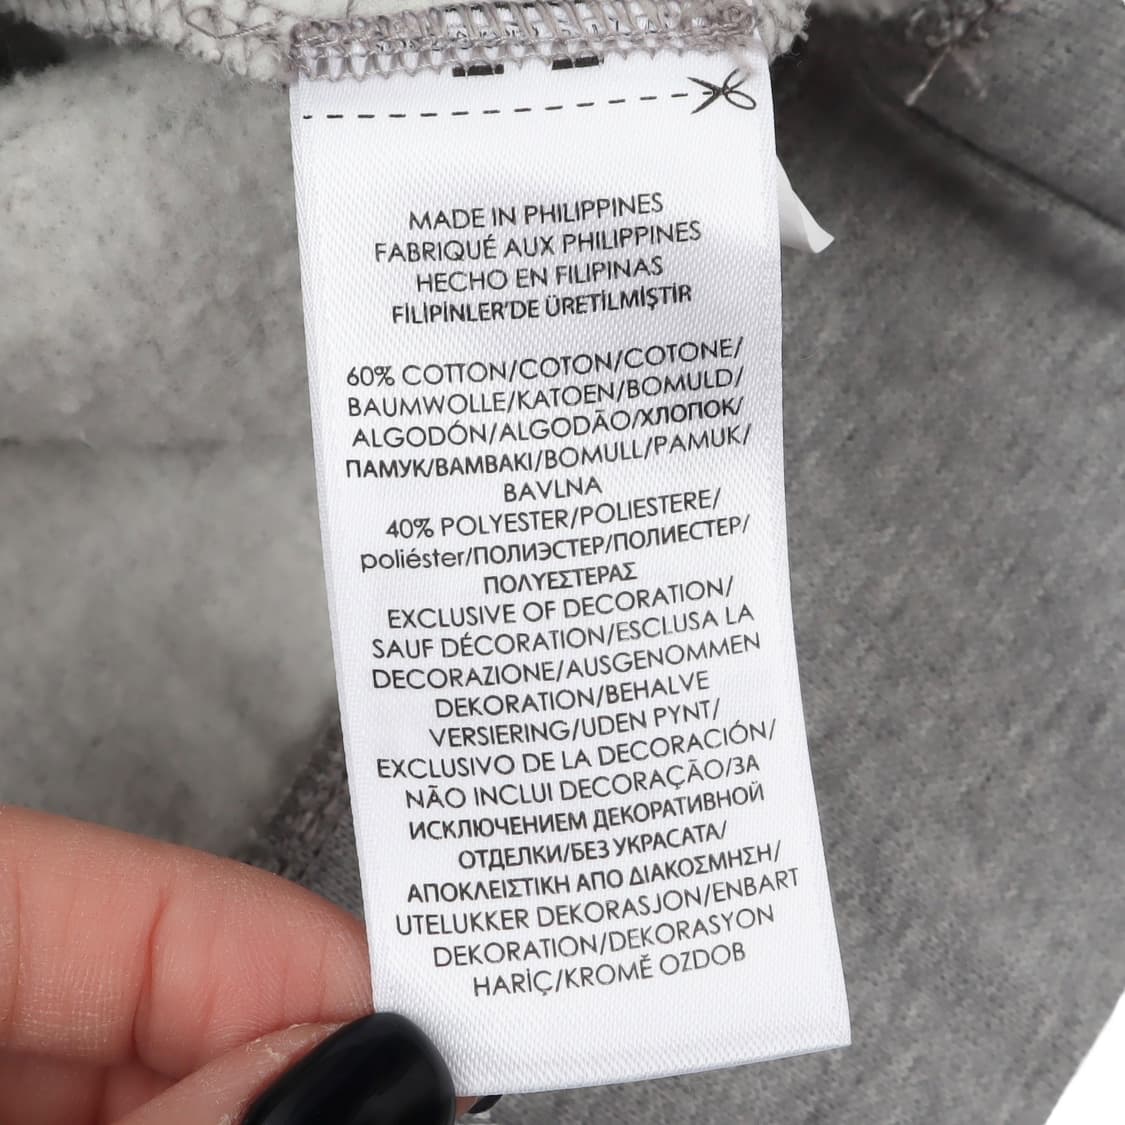 MADE IN PHILIPPINES
FABRIQUÉ AUX PHILIPPINES
HECHO EN FILIPINAS
FİLİPİNLER'DE ÜRETİLMİŞTİR
60% COTTON/COTON/COTONE/
BAUMWOLLE/KATOEN/BOMULD/
ALGODÓN/ALGODÃO/ХЛОПОК/
ПАМУК/ΒΑΜΒΑΚΙ/BOMULL/PAMUK/
BAVLNA
40% POLYESTER/POLIESTERE/
poliéster/ПОЛИЭСТЕР/ПОЛИЕСТЕР/
ΠΟΛΥΕΣΤΕΡΑΣ
EXCLUSIVE OF DECORATION/
SAUF DÉCORATION/ESCLUSA LA
DECORAZIONE/AUSGENOMMEN
DEKORATION/BEHALVE
VERSIERING/UDEN PYNT/
EXCLUSIVO DE LA DECORACIÓN/
NÃO INCLUI DECORAÇÃO/ЗА
ИСКЛЮЧЕНИЕМ ДЕКОРАТИВНОЙ
ОТДЕЛКИ/БЕЗ УКРАСАТА/
ΑΠΟΚΛΕΙΣΤΙΚΗ ΑΠΟ ΔΙΑΚΟΣΜΗΣΗ/
UTELUKKER DEKORASJON/ENBART
DEKORATION/DEKORASYON
HARİÇ/KROMĚ OZDOB